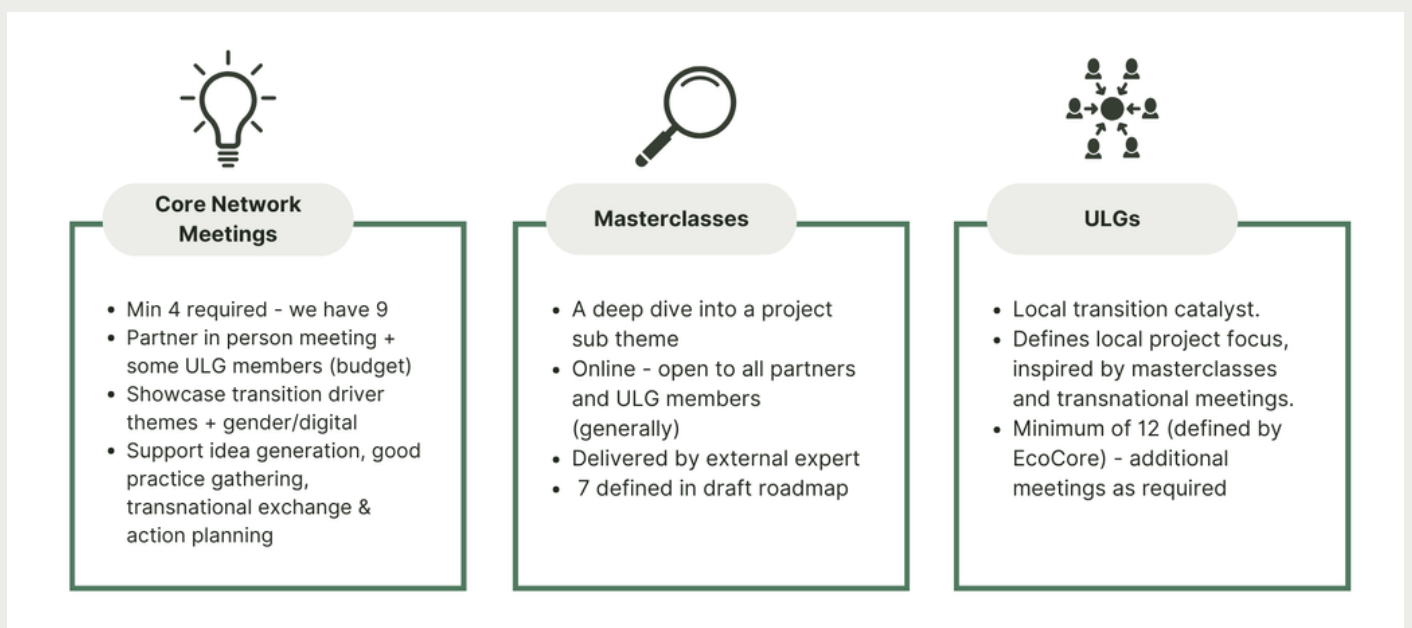 Core Network
Meetings
• Min 4 required - we have 9
• Partner in person meeting +
some ULG members (budget)
• Showcase transition driver
themes + gender/digital
• Support idea generation, good
practice gathering,
transnational exchange &
action planning
Masterclasses
• A deep dive into a project
sub theme
• Online - open to all partners
and ULG members
(generally)
• Delivered by external expert
• 7 defined in draft roadmap
ULGs
• Local transition catalyst.
• Defines local project focus,
inspired by masterclasses
and transnational meetings.
• Minimum of 12 (defined by
EcoCore) - additional
meetings as required